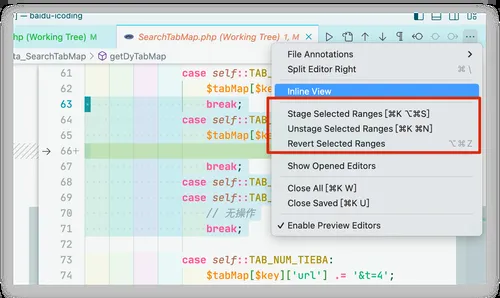 ] — baidu-icoding
.php (Working Tree) M
SearchTabMap.php (Working Tree) 1, M
ta_SearchTabMap > getDyTabMap
File Annotations
Split Editor Right ⌘ \
Inline View
Stage Selected Ranges [⌘K ⌥⌘S]
Unstage Selected Ranges [⌘K ⌘N]
Revert Selected Ranges ⌥⌘Z
Show Opened Editors
Close All [⌘K W]
Close Saved [⌘K U]
✓ Enable Preview Editors
61 case self::TAB_
62 $tabMap[$k
63 break;
64 case self::TAB_
65 $tabMap[$k
66+
67 break;
68 case self::TAB_
69 case self::TAB_
70 // 无操作
71 break;
72
73 case self::TAB_NUM_TIEBA:
74 $tabMap[$key]['url'] .= '&t=4';